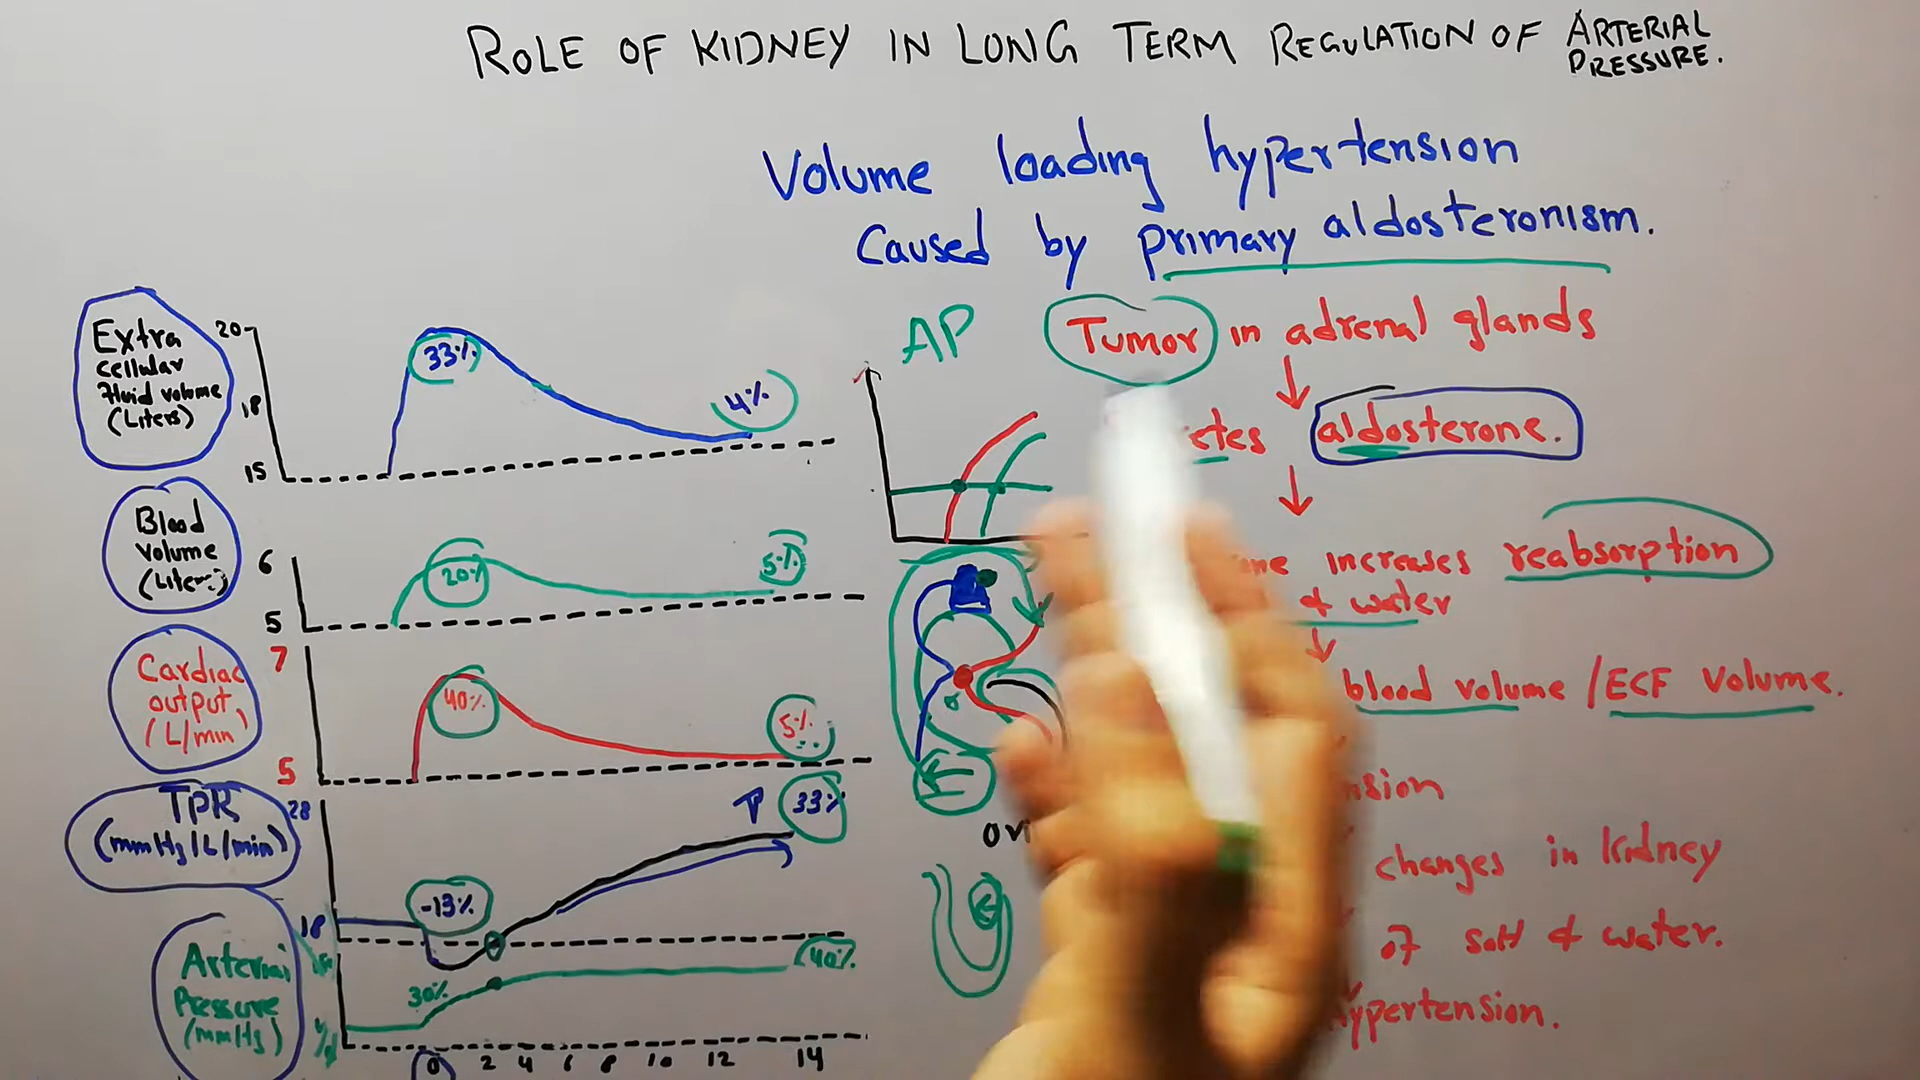 ROLE OF KIDNEY IN LONG TERM REGULATION OF ARTERIAL PRESSURE.
Volume loading hypertension
Caused by primary aldosteronism.
Extra
cellular
fluid volume
(Liters)
20
18
15
33%
4%
Blood
Volume
6
5
20%
5%
Cardiac
output
(L/min)
7
5
40%
5%
TPR
(mmHg/L/min)
28
18
-13%
33%
Arterial
Pressure
(mmHg)
30%
40%
0 2 4 6 8 10 12 14
AP
Tumor in adrenal glands
aldosterone.
increases reabsorption
& water
blood volume / ECF volume.
changes in kidney
of salt & water.
hypertension.